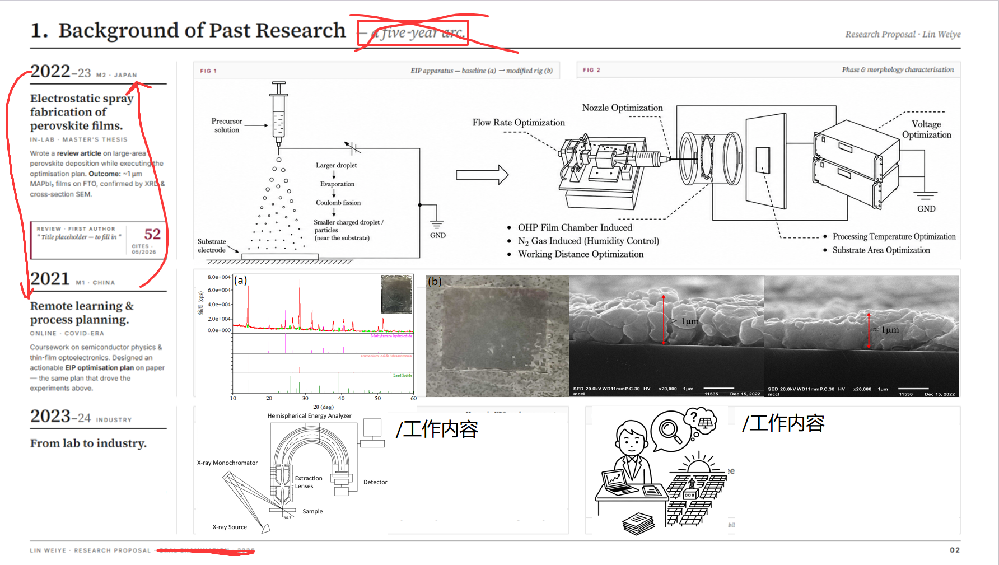 1. Background of Past Research — a five-year arc.
Research Proposal · Lin Weiye
2022–23 M2 · JAPAN
Electrostatic spray
fabrication of
perovskite films.
IN-LAB · MASTER'S THESIS
Wrote a review article on large-area
perovskite deposition while executing the
optimisation plan. Outcome: ~1 μm
MAPbI₃ films on FTO, confirmed by XRD &
cross-section SEM.
REVIEW · FIRST AUTHOR
" Title placeholder — to fill in "
52
CITES ·
05/2026
2021 M1 · CHINA
Remote learning &
process planning.
ONLINE · COVID-ERA
Coursework on semiconductor physics &
thin-film optoelectronics. Designed an
actionable EIP optimisation plan on paper
— the same plan that drove the
experiments above.
2023–24 INDUSTRY
From lab to industry.
FIG 1
EIP apparatus — baseline (a) → modified rig (b)
FIG 2
Phase & morphology characterisation
Precursor
solution
Larger droplet
Evaporation
Coulomb fission
Smaller charged droplet /
particles
(near the substrate)
Substrate
electrode
GND
Flow Rate Optimization
Nozzle Optimization
Voltage
Optimization
GND
• OHP Film Chamber Induced
• N₂ Gas Induced (Humidity Control)
• Working Distance Optimization
• Processing Temperature Optimization
• Substrate Area Optimization
(a)
強度 (cps)
8.0e+004
6.0e+004
4.0e+004
2.0e+004
0.0e+000
Methylamine hydroiodide
Lead Iodide
10 20 30 40 50 60
2θ (deg)
(b)
> 1μm
≈ 1μm
SED 20.0kV WD11mm P.C.30 HV x20,000 1μm
mccl 11535 Dec 15, 2022
SED 20.0kV WD11mm P.C.30 HV x20,000 1μm
mccl 11536 Dec 15, 2022
Hemispherical Energy Analyzer
X-ray Monochromator
Extraction
Lenses
Detector
Sample
54.7
X-ray Source
/工作内容
?
/工作内容
LIN WEIYE · RESEARCH PROPOSAL ·
02